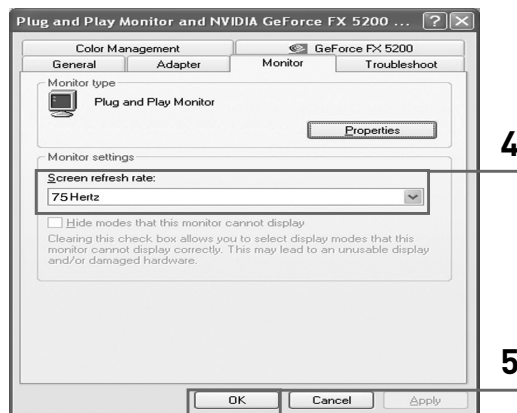 Plug and Play Monitor and NVIDIA GeForce FX 5200 ...
Color Management
GeForce FX 5200
General
Adapter
Monitor
Troubleshoot
Monitor type
Plug and Play Monitor
Properties
Monitor settings
Screen refresh rate:
75 Hertz
Hide modes that this monitor cannot display
Clearing this check box allows you to select display modes that this
monitor cannot display correctly. This may lead to an unusable display
and/or damaged hardware.
4
5
OK
Cancel
Apply